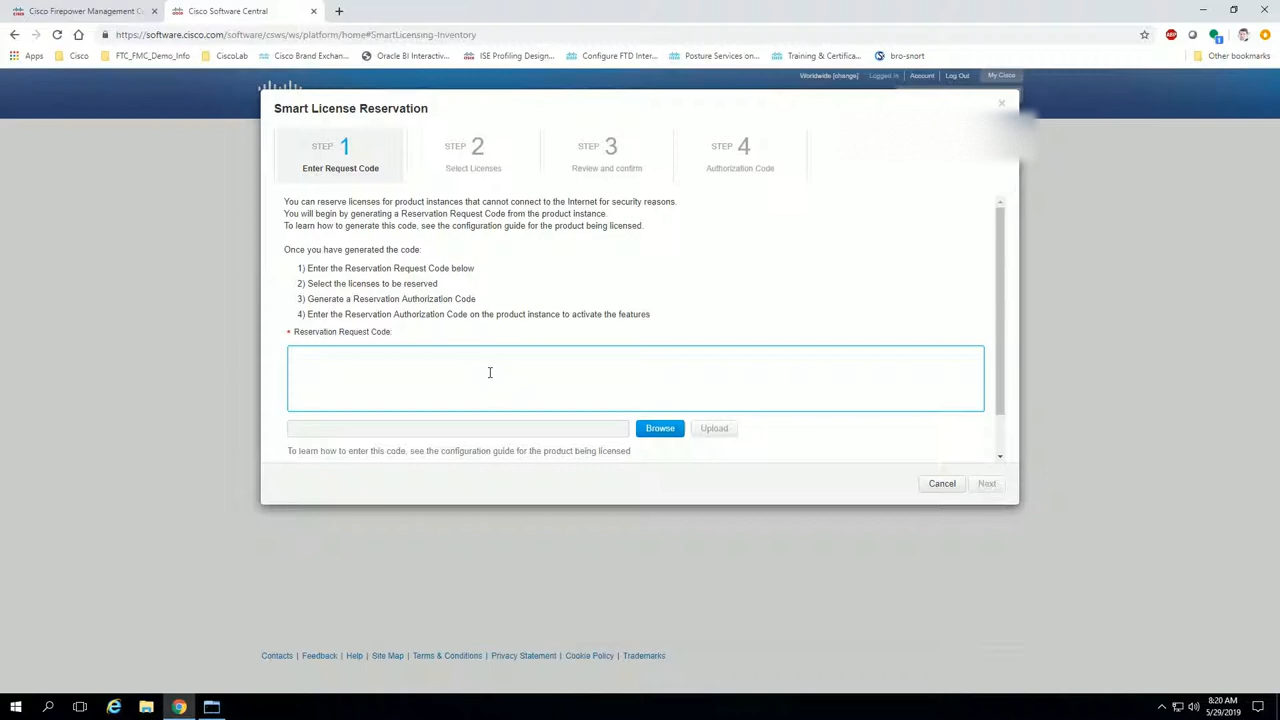 Cisco Firepower Management C
Cisco Software Central
https://software.cisco.com/software/csws/ws/platform/home#SmartLicensing-Inventory
Apps Cisco FTC_FMC_Demo_Info CiscoLab Cisco Brand Exchan... Oracle BI Interactiv... ISE Profiling Design... Configure FTD Inter... Posture Services on... Training & Certifica... bro-snort Other bookmarks
Worldwide [change] Logged in Account Log Out My Cisco
Smart License Reservation
STEP 1 STEP 2 STEP 3 STEP 4
Enter Request Code Select Licenses Review and confirm Authorization Code
You can reserve licenses for product instances that cannot connect to the Internet for security reasons.
You will begin by generating a Reservation Request Code from the product instance.
To learn how to generate this code, see the configuration guide for the product being licensed.
Once you have generated the code:
1) Enter the Reservation Request Code below
2) Select the licenses to be reserved
3) Generate a Reservation Authorization Code
4) Enter the Reservation Authorization Code on the product instance to activate the features
* Reservation Request Code:
Browse Upload
To learn how to enter this code, see the configuration guide for the product being licensed
Cancel Next
Contacts | Feedback | Help | Site Map | Terms & Conditions | Privacy Statement | Cookie Policy | Trademarks
8:20 AM
5/29/2019